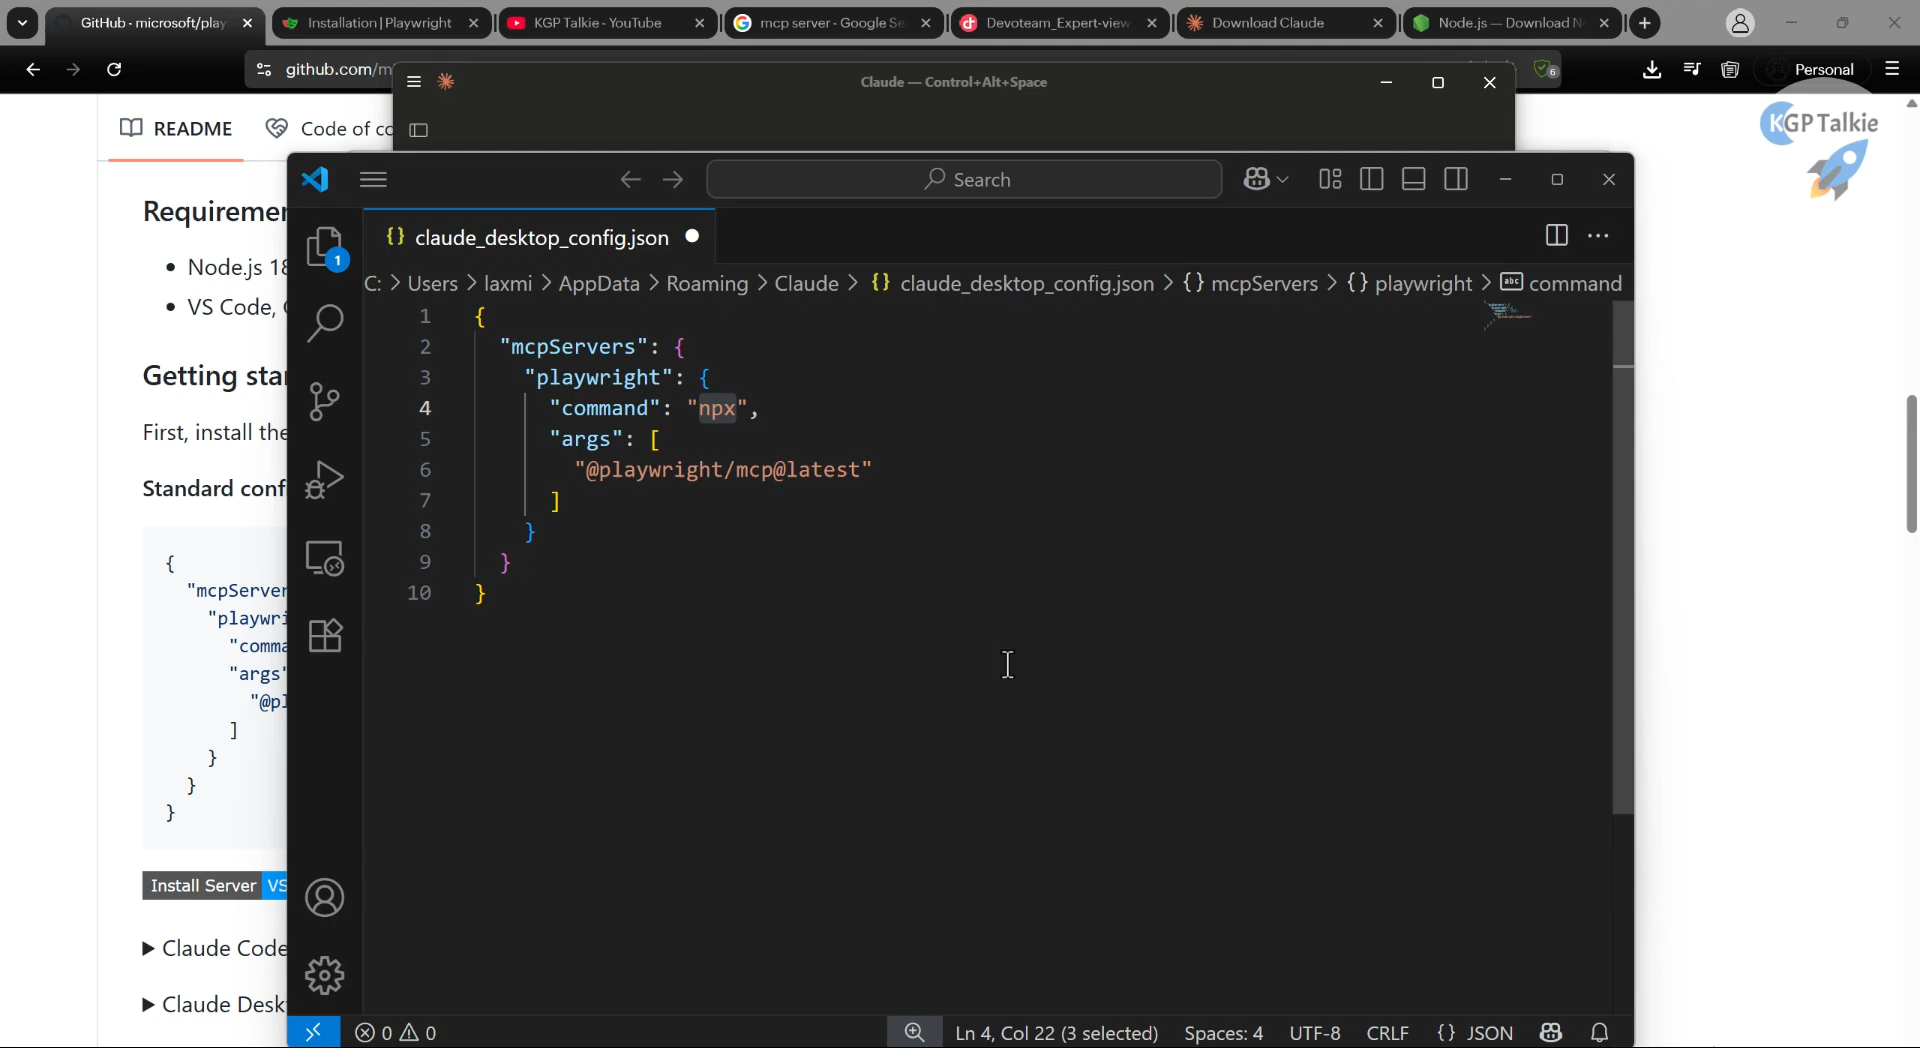 GitHub - microsoft/play
Installation | Playwright
KGP Talkie - YouTube
mcp server - Google Se
Devoteam_Expert-view
Download Claude
Node.js — Download N
github.com/m
6
Personal
Claude — Control+Alt+Space
KGP Talkie
README
Code of co
Search
Requiremen
claude_desktop_config.json
1
Node.js 18
C: > Users > laxmi > AppData > Roaming > Claude > {} claude_desktop_config.json > {} mcpServers > {} playwright > abc command
VS Code, C
1 {
2 "mcpServers": {
3 "playwright": {
4 "command": "npx",
5 "args": [
6 "@playwright/mcp@latest"
7 ]
8 }
9 }
10 }
Getting star
First, install the
Standard conf
{
"mcpServer
"playwri
"comma
"args"
"@pl
]
}
}
}
Install Server VS
Claude Code
Claude Desk
0 0
Ln 4, Col 22 (3 selected)
Spaces: 4
UTF-8
CRLF
{} JSON